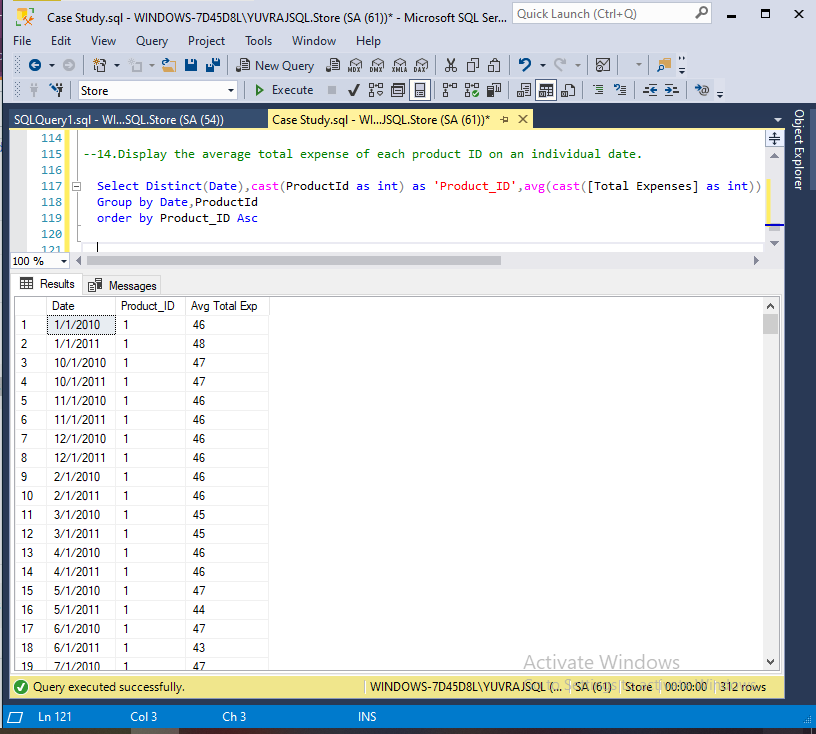 Case Study.sql - WINDOWS-7D45D8L\YUVRAJSQL.Store (SA (61))* - Microsoft SQL Ser...
Quick Launch (Ctrl+Q)
File Edit View Query Project Tools Window Help
New Query MDX DMX XMLA DAX
Store Execute
SQLQuery1.sql - WI...SQL.Store (SA (54)) Case Study.sql - WI...JSQL.Store (SA (61))*
Object Explorer
114
115 --14.Display the average total expense of each product ID on an individual date.
116
117 Select Distinct(Date),cast(ProductId as int) as 'Product_ID',avg(cast([Total Expenses] as int))
118 Group by Date,ProductId
119 order by Product_ID Asc
120
121
100 %
Results Messages
Date Product_ID Avg Total Exp
1 1/1/2010 1 46
2 1/1/2011 1 48
3 10/1/2010 1 47
4 10/1/2011 1 47
5 11/1/2010 1 46
6 11/1/2011 1 46
7 12/1/2010 1 46
8 12/1/2011 1 46
9 2/1/2010 1 46
10 2/1/2011 1 46
11 3/1/2010 1 45
12 3/1/2011 1 45
13 4/1/2010 1 46
14 4/1/2011 1 46
15 5/1/2010 1 47
16 5/1/2011 1 44
17 6/1/2010 1 47
18 6/1/2011 1 43
19 7/1/2010 1 47
Activate Windows
Query executed successfully. WINDOWS-7D45D8L\YUVRAJSQL (... SA (61) Store 00:00:00 312 rows
Ln 121 Col 3 Ch 3 INS